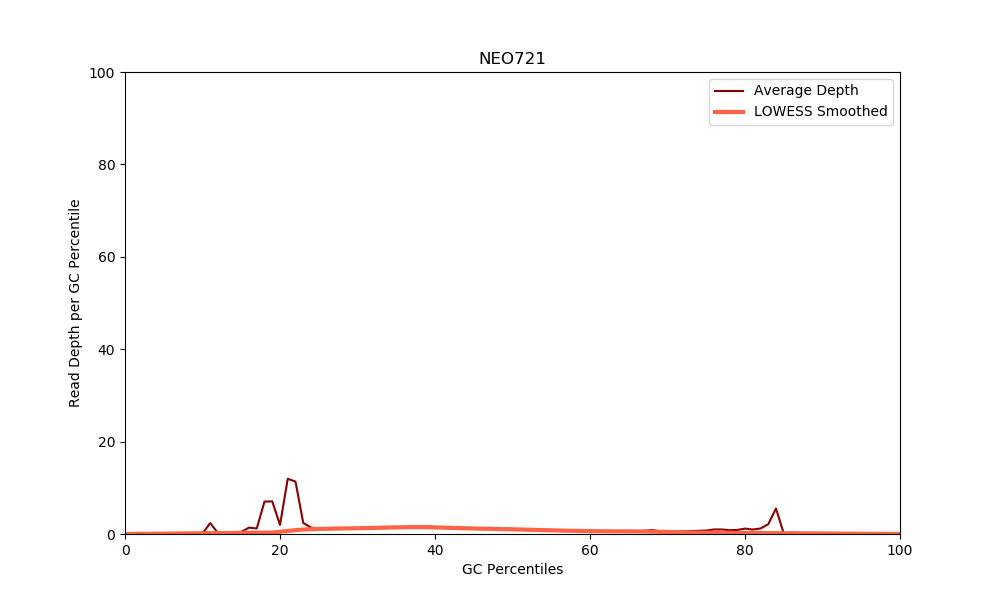 NEO721
100
80
60
40
20
0
Read Depth per GC Percentile
Average Depth
LOWESS Smoothed
0
20
40
60
80
100
GC Percentiles